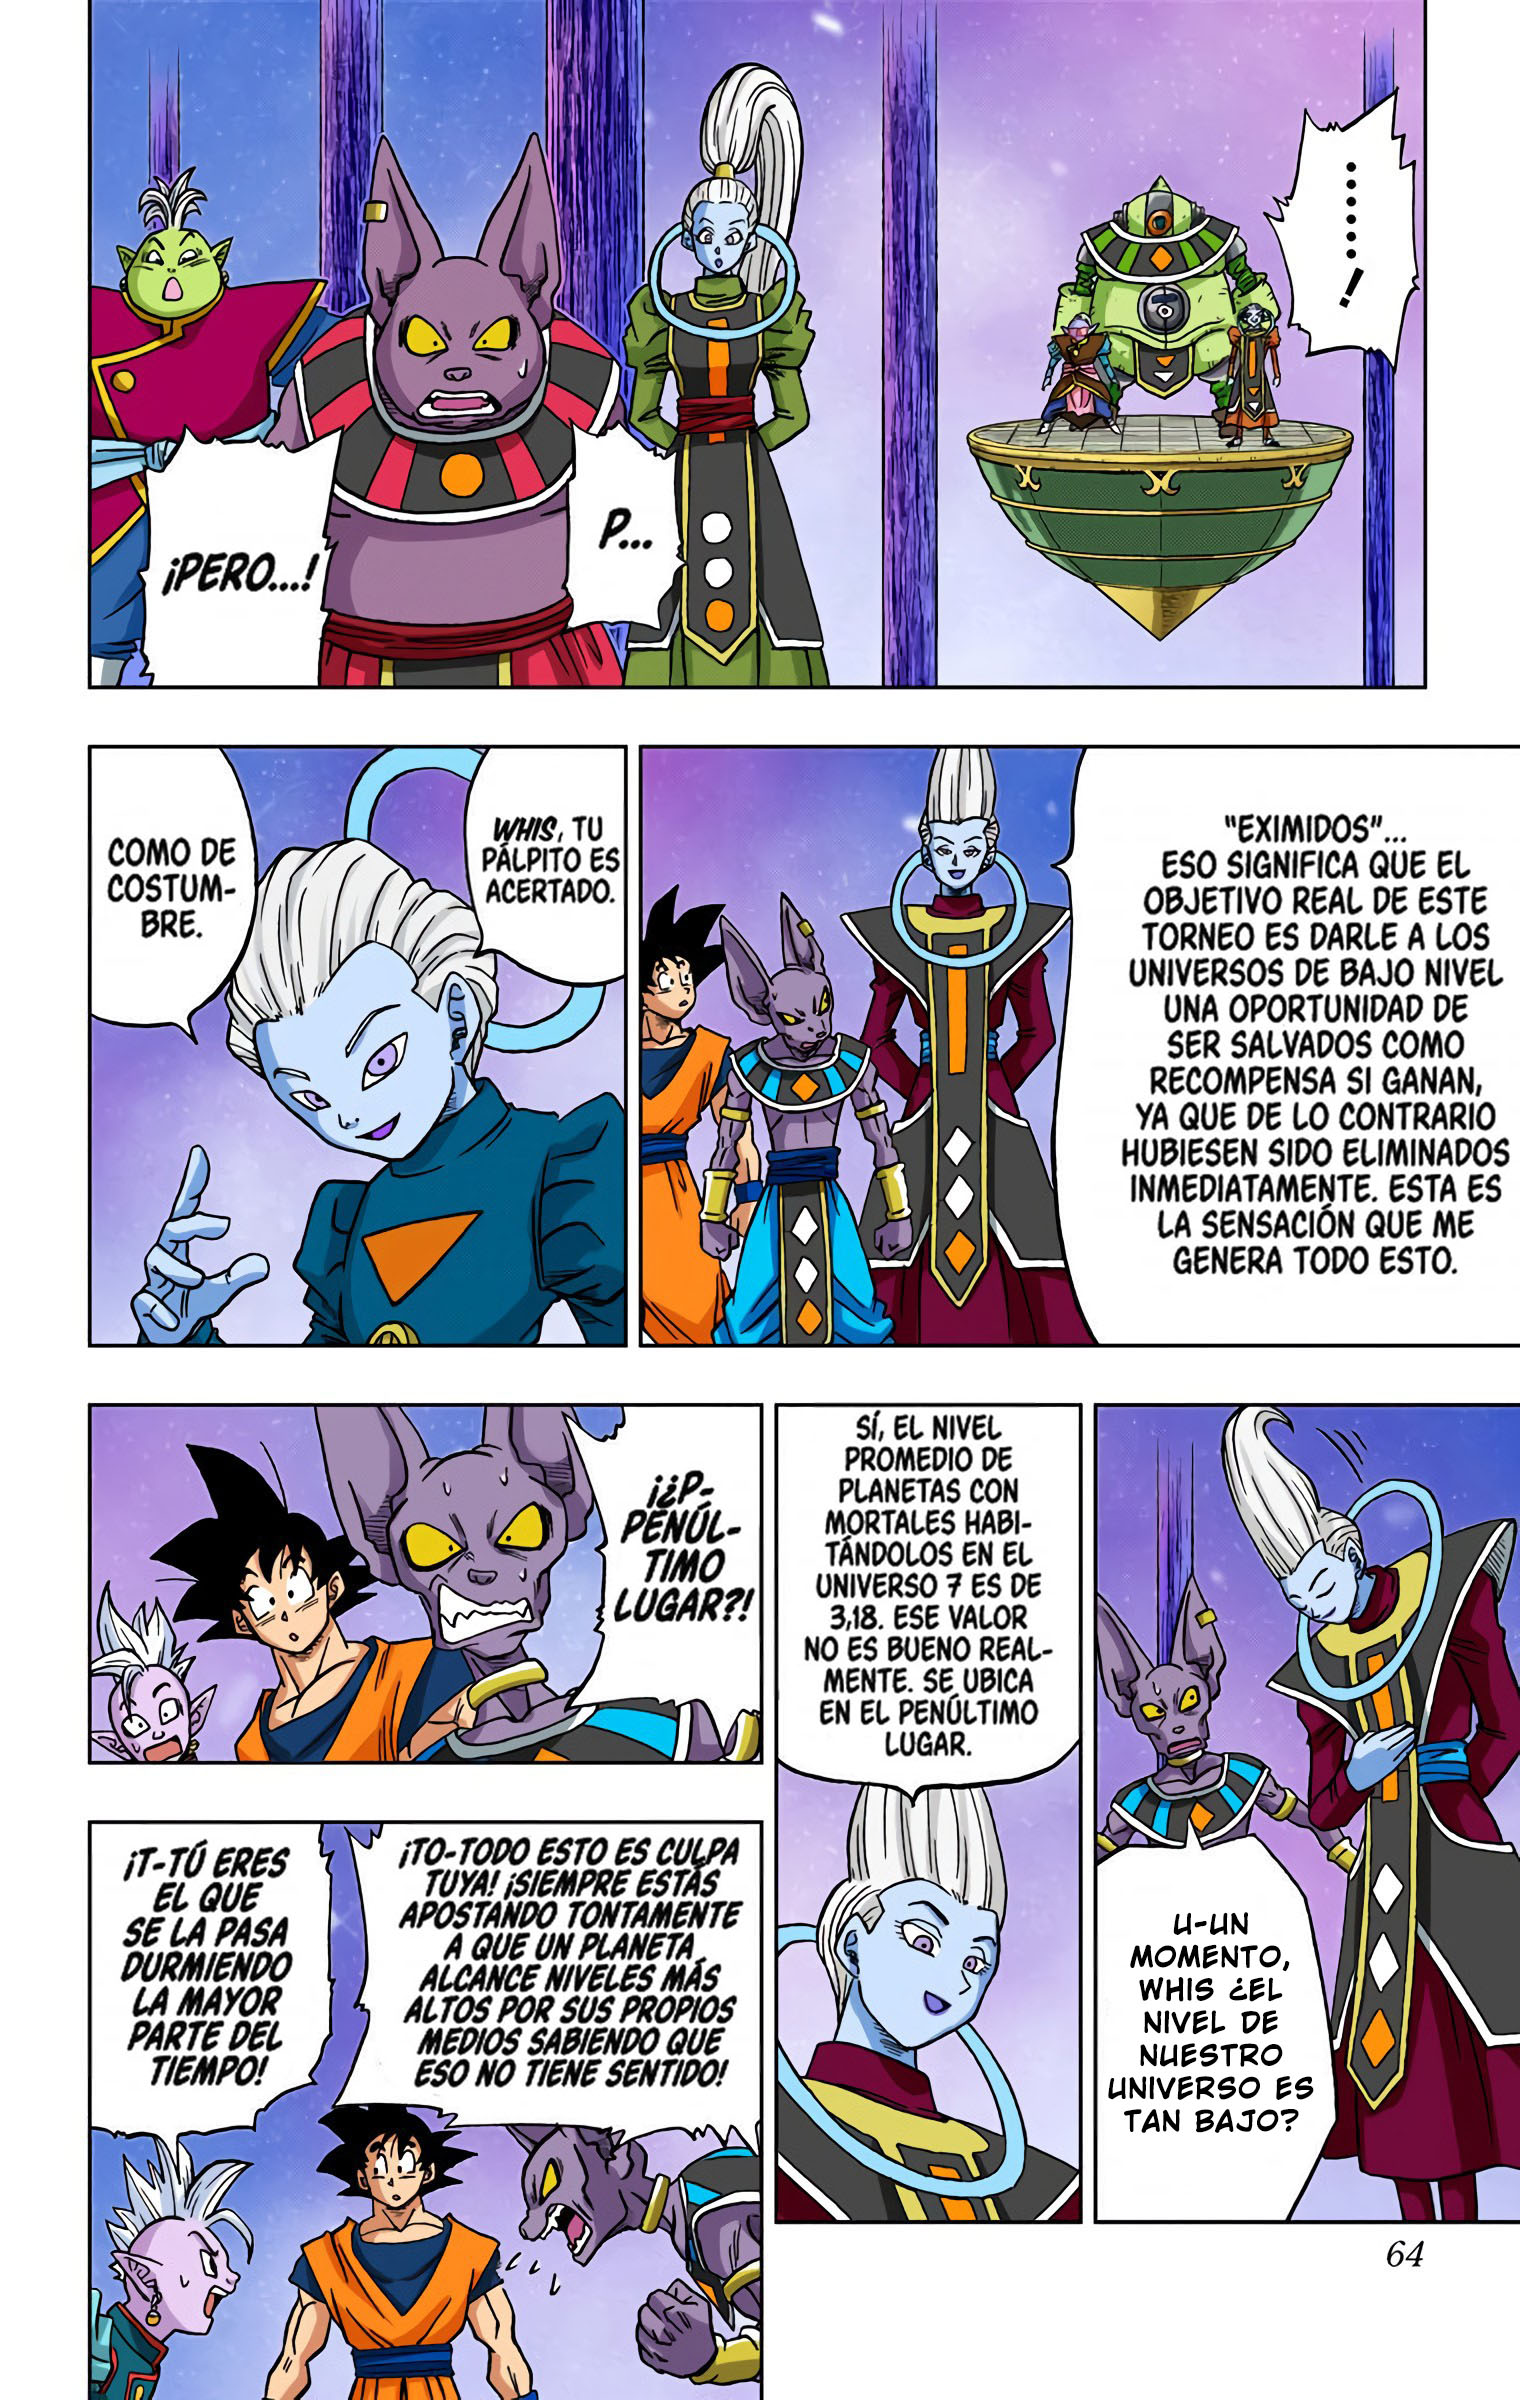 ......!
P...
¡PERO...!
“EXIMIDOS”...
ESO SIGNIFICA QUE EL
OBJETIVO REAL DE ESTE
TORNEO ES DARLE A LOS
UNIVERSOS DE BAJO NIVEL
UNA OPORTUNIDAD DE
SER SALVADOS COMO
RECOMPENSA SI GANAN,
YA QUE DE LO CONTRARIO
HUBIESEN SIDO ELIMINADOS
INMEDIATAMENTE. ESTA ES
LA SENSACIÓN QUE ME
GENERA TODO ESTO.
WHIS, TU
PÁLPITO ES
ACERTADO.
COMO DE
COSTUM-
BRE.
U-UN
MOMENTO,
WHIS ¿EL
NIVEL DE
NUESTRO
UNIVERSO ES
TAN BAJO?
SÍ, EL NIVEL
PROMEDIO DE
PLANETAS CON
MORTALES HABI-
TÁNDOLOS EN EL
UNIVERSO 7 ES DE
3,18. ESE VALOR
NO ES BUENO REAL-
MENTE. SE UBICA
EN EL PENÚLTIMO
LUGAR.
¡¿P-
PENÚL-
TIMO
LUGAR?!
¡TO-TODO ESTO ES CULPA
TUYA! ¡SIEMPRE ESTÁS
APOSTANDO TONTAMENTE
A QUE UN PLANETA
ALCANCE NIVELES MÁS
ALTOS POR SUS PROPIOS
MEDIOS SABIENDO QUE
ESO NO TIENE SENTIDO!
¡T-TÚ ERES
EL QUE
SE LA PASA
DURMIENDO
LA MAYOR
PARTE DEL
TIEMPO!
64